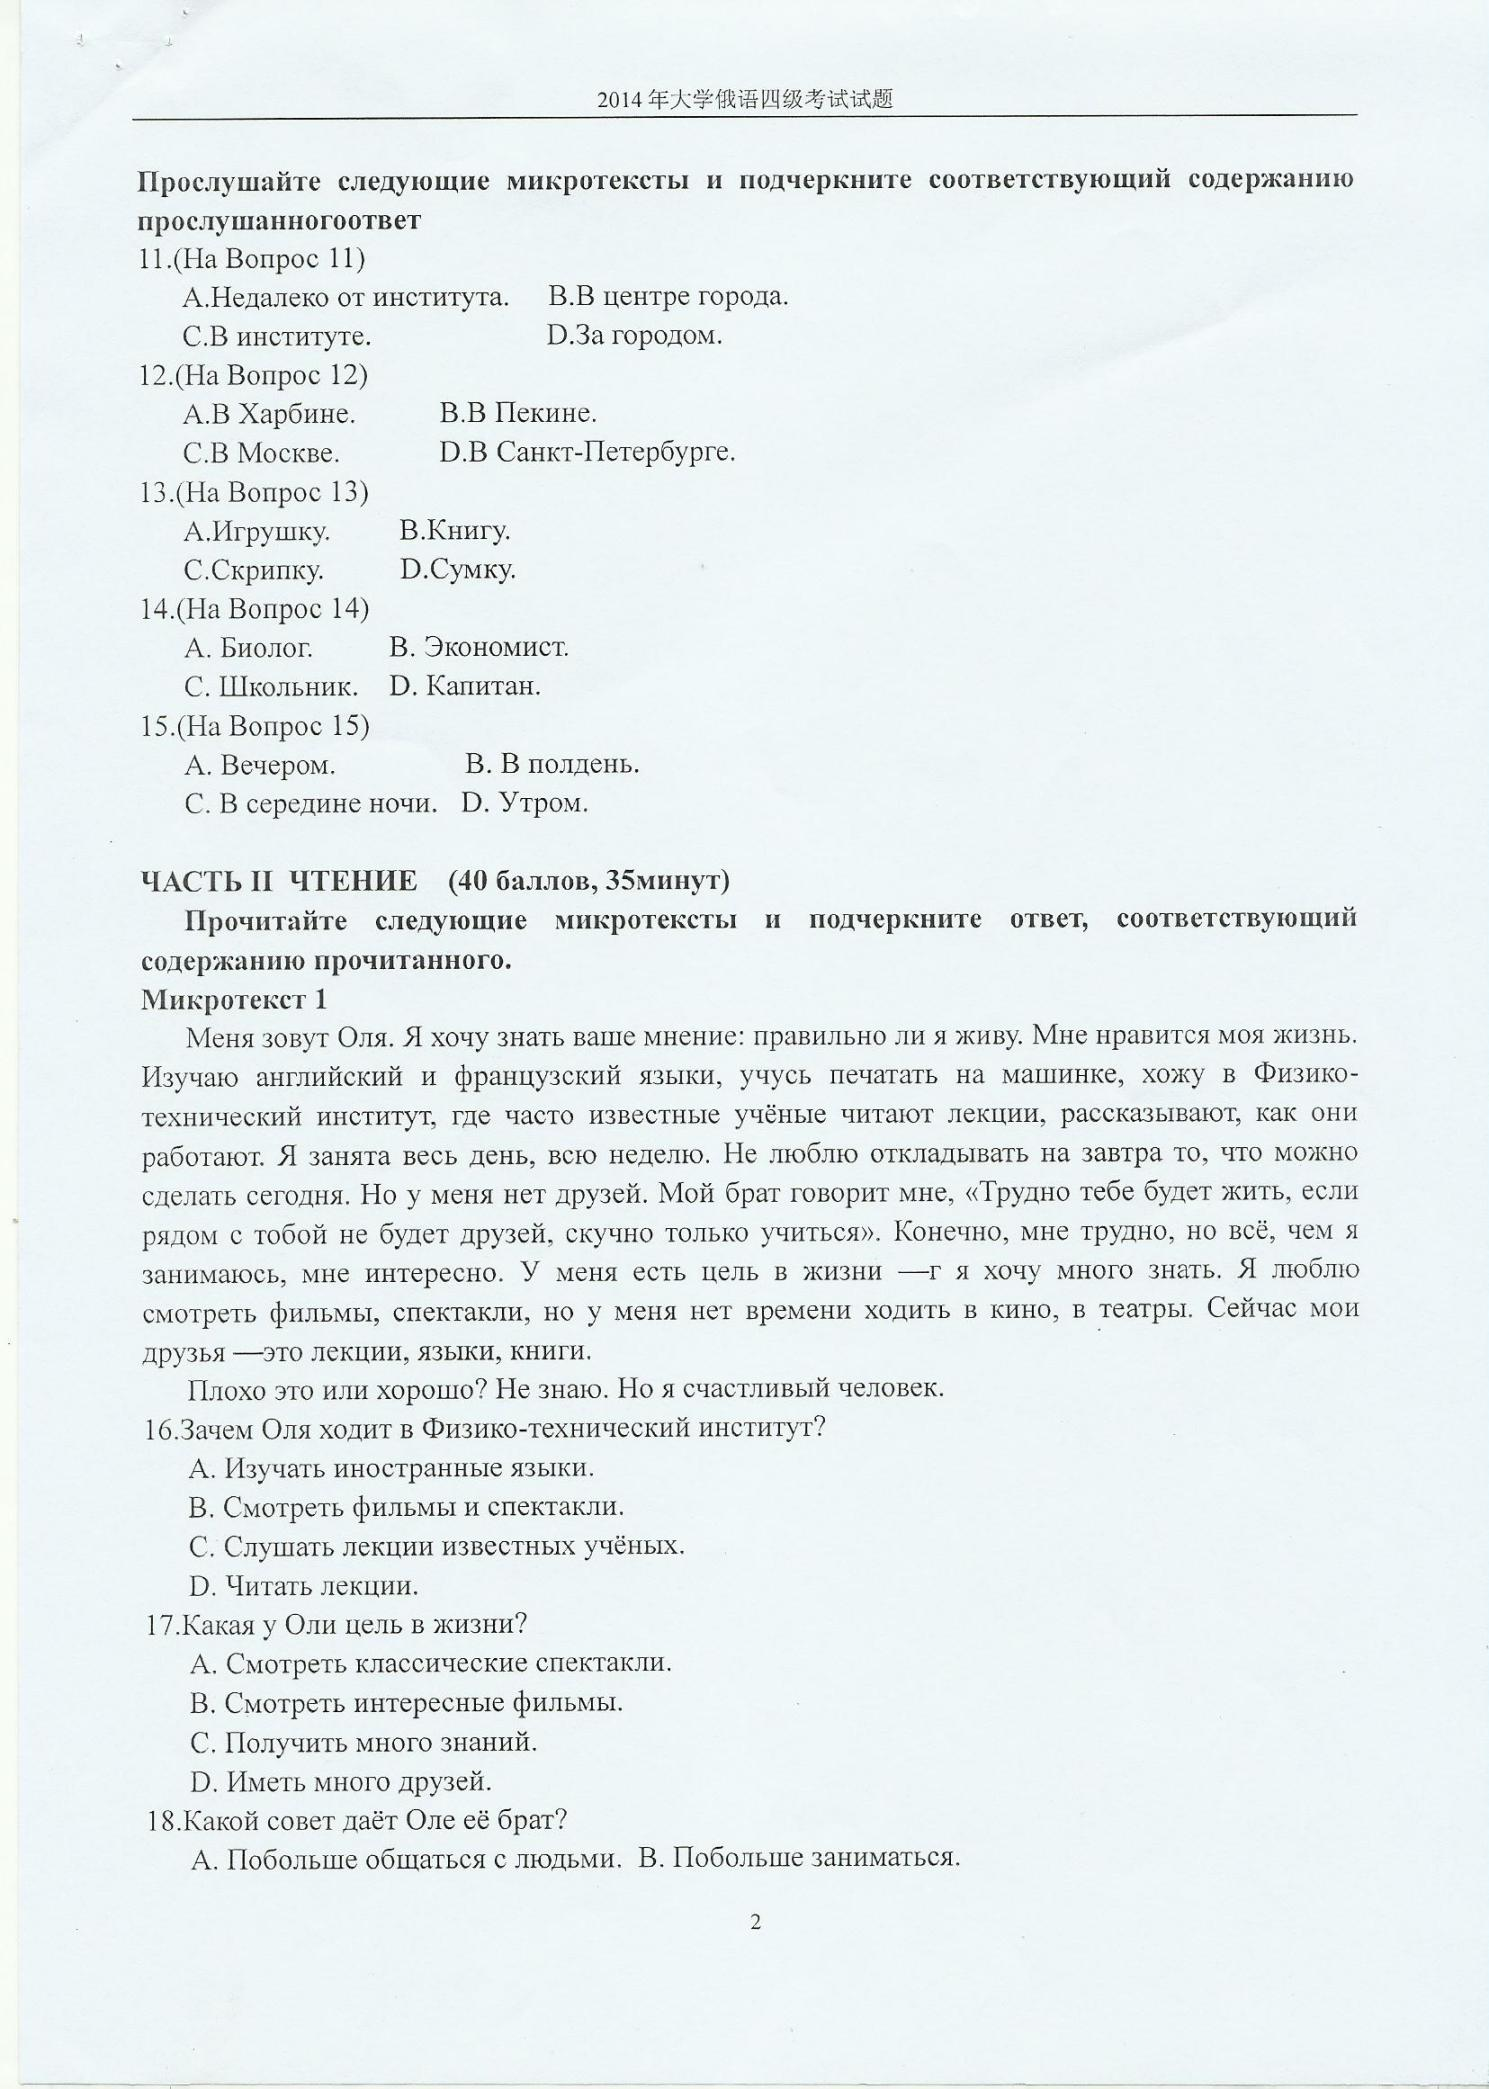 2014年大学俄语四级考试试题
Прослушайте следующие микротексты и подчеркните соответствующий содержанию
прослушанногоответ
11.(На Вопрос 11)
A.Недалеко от института. B.В центре города.
C.В институте. D.За городом.
12.(На Вопрос 12)
A.В Харбине. B.В Пекине.
C.В Москве. D.В Санкт-Петербурге.
13.(На Вопрос 13)
A.Игрушку. B.Книгу.
C.Скрипку. D.Сумку.
14.(На Вопрос 14)
A. Биолог. B. Экономист.
C. Школьник. D. Капитан.
15.(На Вопрос 15)
A. Вечером. B. В полдень.
C. В середине ночи. D. Утром.
ЧАСТЬ II ЧТЕНИЕ (40 баллов, 35минут)
Прочитайте следующие микротексты и подчеркните ответ, соответствующий
содержанию прочитанного.
Микротекст 1
Меня зовут Оля. Я хочу знать ваше мнение: правильно ли я живу. Мне нравится моя жизнь.
Изучаю английский и французский языки, учусь печатать на машинке, хожу в Физико-
технический институт, где часто известные учёные читают лекции, рассказывают, как они
работают. Я занята весь день, всю неделю. Не люблю откладывать на завтра то, что можно
сделать сегодня. Но у меня нет друзей. Мой брат говорит мне, «Трудно тебе будет жить, если
рядом с тобой не будет друзей, скучно только учиться». Конечно, мне трудно, но всё, чем я
занимаюсь, мне интересно. У меня есть цель в жизни —г я хочу много знать. Я люблю
смотреть фильмы, спектакли, но у меня нет времени ходить в кино, в театры. Сейчас мои
друзья —это лекции, языки, книги.
Плохо это или хорошо? Не знаю. Но я счастливый человек.
16.Зачем Оля ходит в Физико-технический институт?
A. Изучать иностранные языки.
B. Смотреть фильмы и спектакли.
C. Слушать лекции известных учёных.
D. Читать лекции.
17.Какая у Оли цель в жизни?
A. Смотреть классические спектакли.
B. Смотреть интересные фильмы.
C. Получить много знаний.
D. Иметь много друзей.
18.Какой совет даёт Оле её брат?
A. Побольше общаться с людьми. B. Побольше заниматься.
2